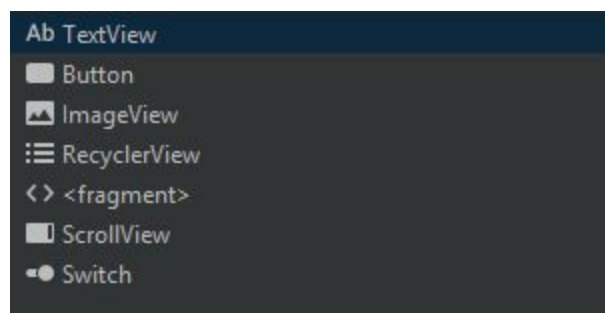 Ab TextView
Button
ImageView
RecyclerView
<fragment>
ScrollView
Switch